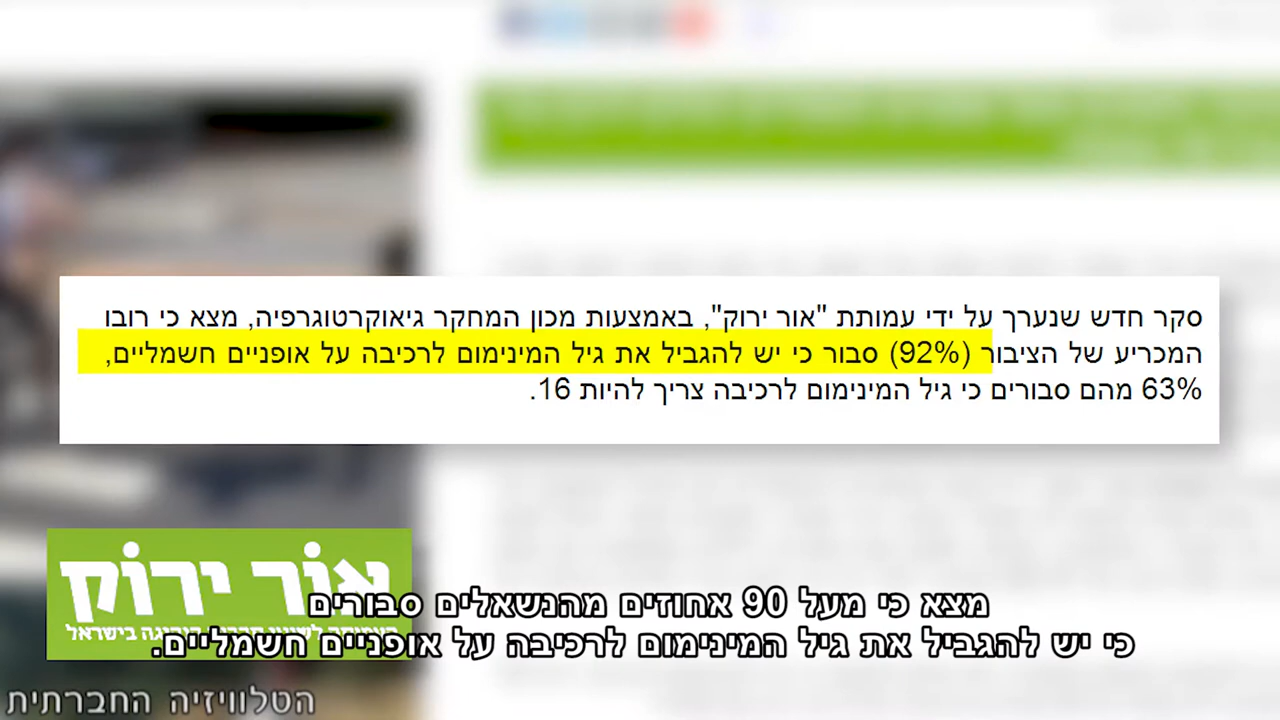 סקר חדש שנערך על ידי עמותת "אור ירוק", באמצעות מכון המחקר גיאוקרטוגרפיה, מצא כי רובו
המכריע של הציבור (92%) סבור כי יש להגביל את גיל המינימום לרכיבה על אופניים חשמליים,
63% מהם סבורים כי גיל המינימום לרכיבה צריך להיות 16.
אור ירוק
בישראל
מצא כי מעל 90 אחוזים מהנשאלים סבורים
כי יש להגביל את גיל המינימום לרכיבה על אופניים חשמליים.
הטלוויזיה החברתית